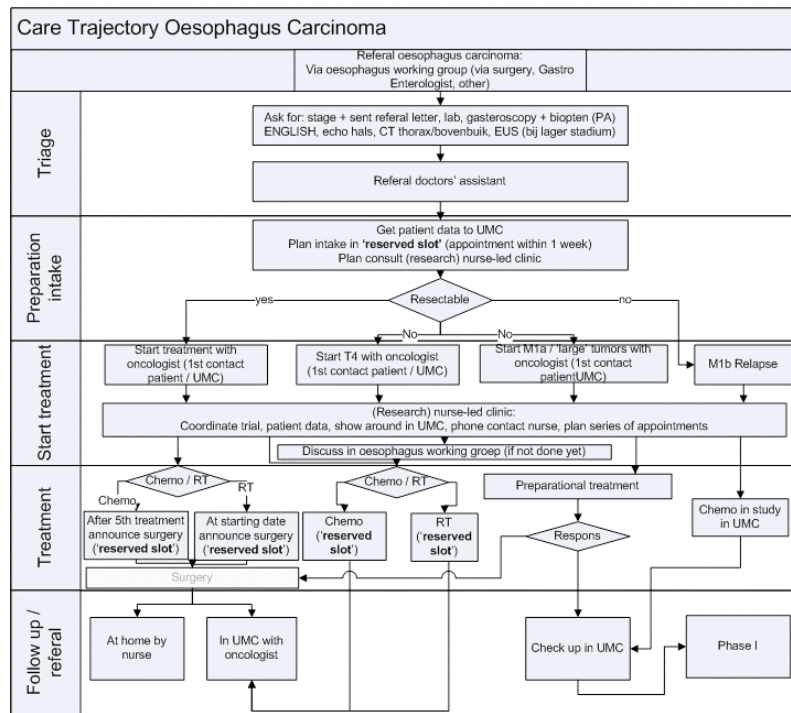 Care Trajectory Oesophagus Carcinoma
Referal oesophagus carcinoma:
Via oesophagus working group (via surgery, Gastro
Enterologist, other)
Triage
Ask for: stage + sent referal letter, lab, gasteroscopy + biopten (PA)
ENGLISH, echo hals, CT thorax/bovenbuik, EUS (bij lager stadium)
Referal doctors' assistant
Preparation
intake
Get patient data to UMC
Plan intake in 'reserved slot' (appointment within 1 week)
Plan consult (research) nurse-led clinic
yes
Resectable
no
No
No
Start treatment
Start treatment with
oncologist (1st contact
patient / UMC)
Start T4 with oncologist
(1st contact patient / UMC)
Start M1a / 'large' tumors with
oncologist (1st contact
patientUMC)
M1b Relapse
(Research) nurse-led clinic:
Coordinate trial, patient data, show around in UMC, phone contact nurse, plan series of appointments
Discuss in oesophagus working groep (if not done yet)
Treatment
Chemo / RT
Chemo
RT
After 5th treatment
announce surgery
('reserved slot')
At starting date
announce surgery
('reserved slot')
Chemo / RT
Chemo
('reserved
slot')
RT
('reserved
slot')
Preparational treatment
Respons
Chemo in study
in UMC
Surgery
Follow up /
referral
At home by
nurse
In UMC with
oncologist
Check up in UMC
Phase I